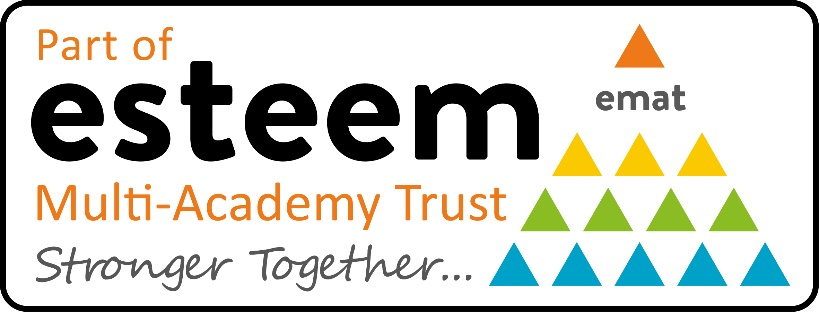 Part of
esteem
emat
Multi-Academy Trust
Stronger Together...